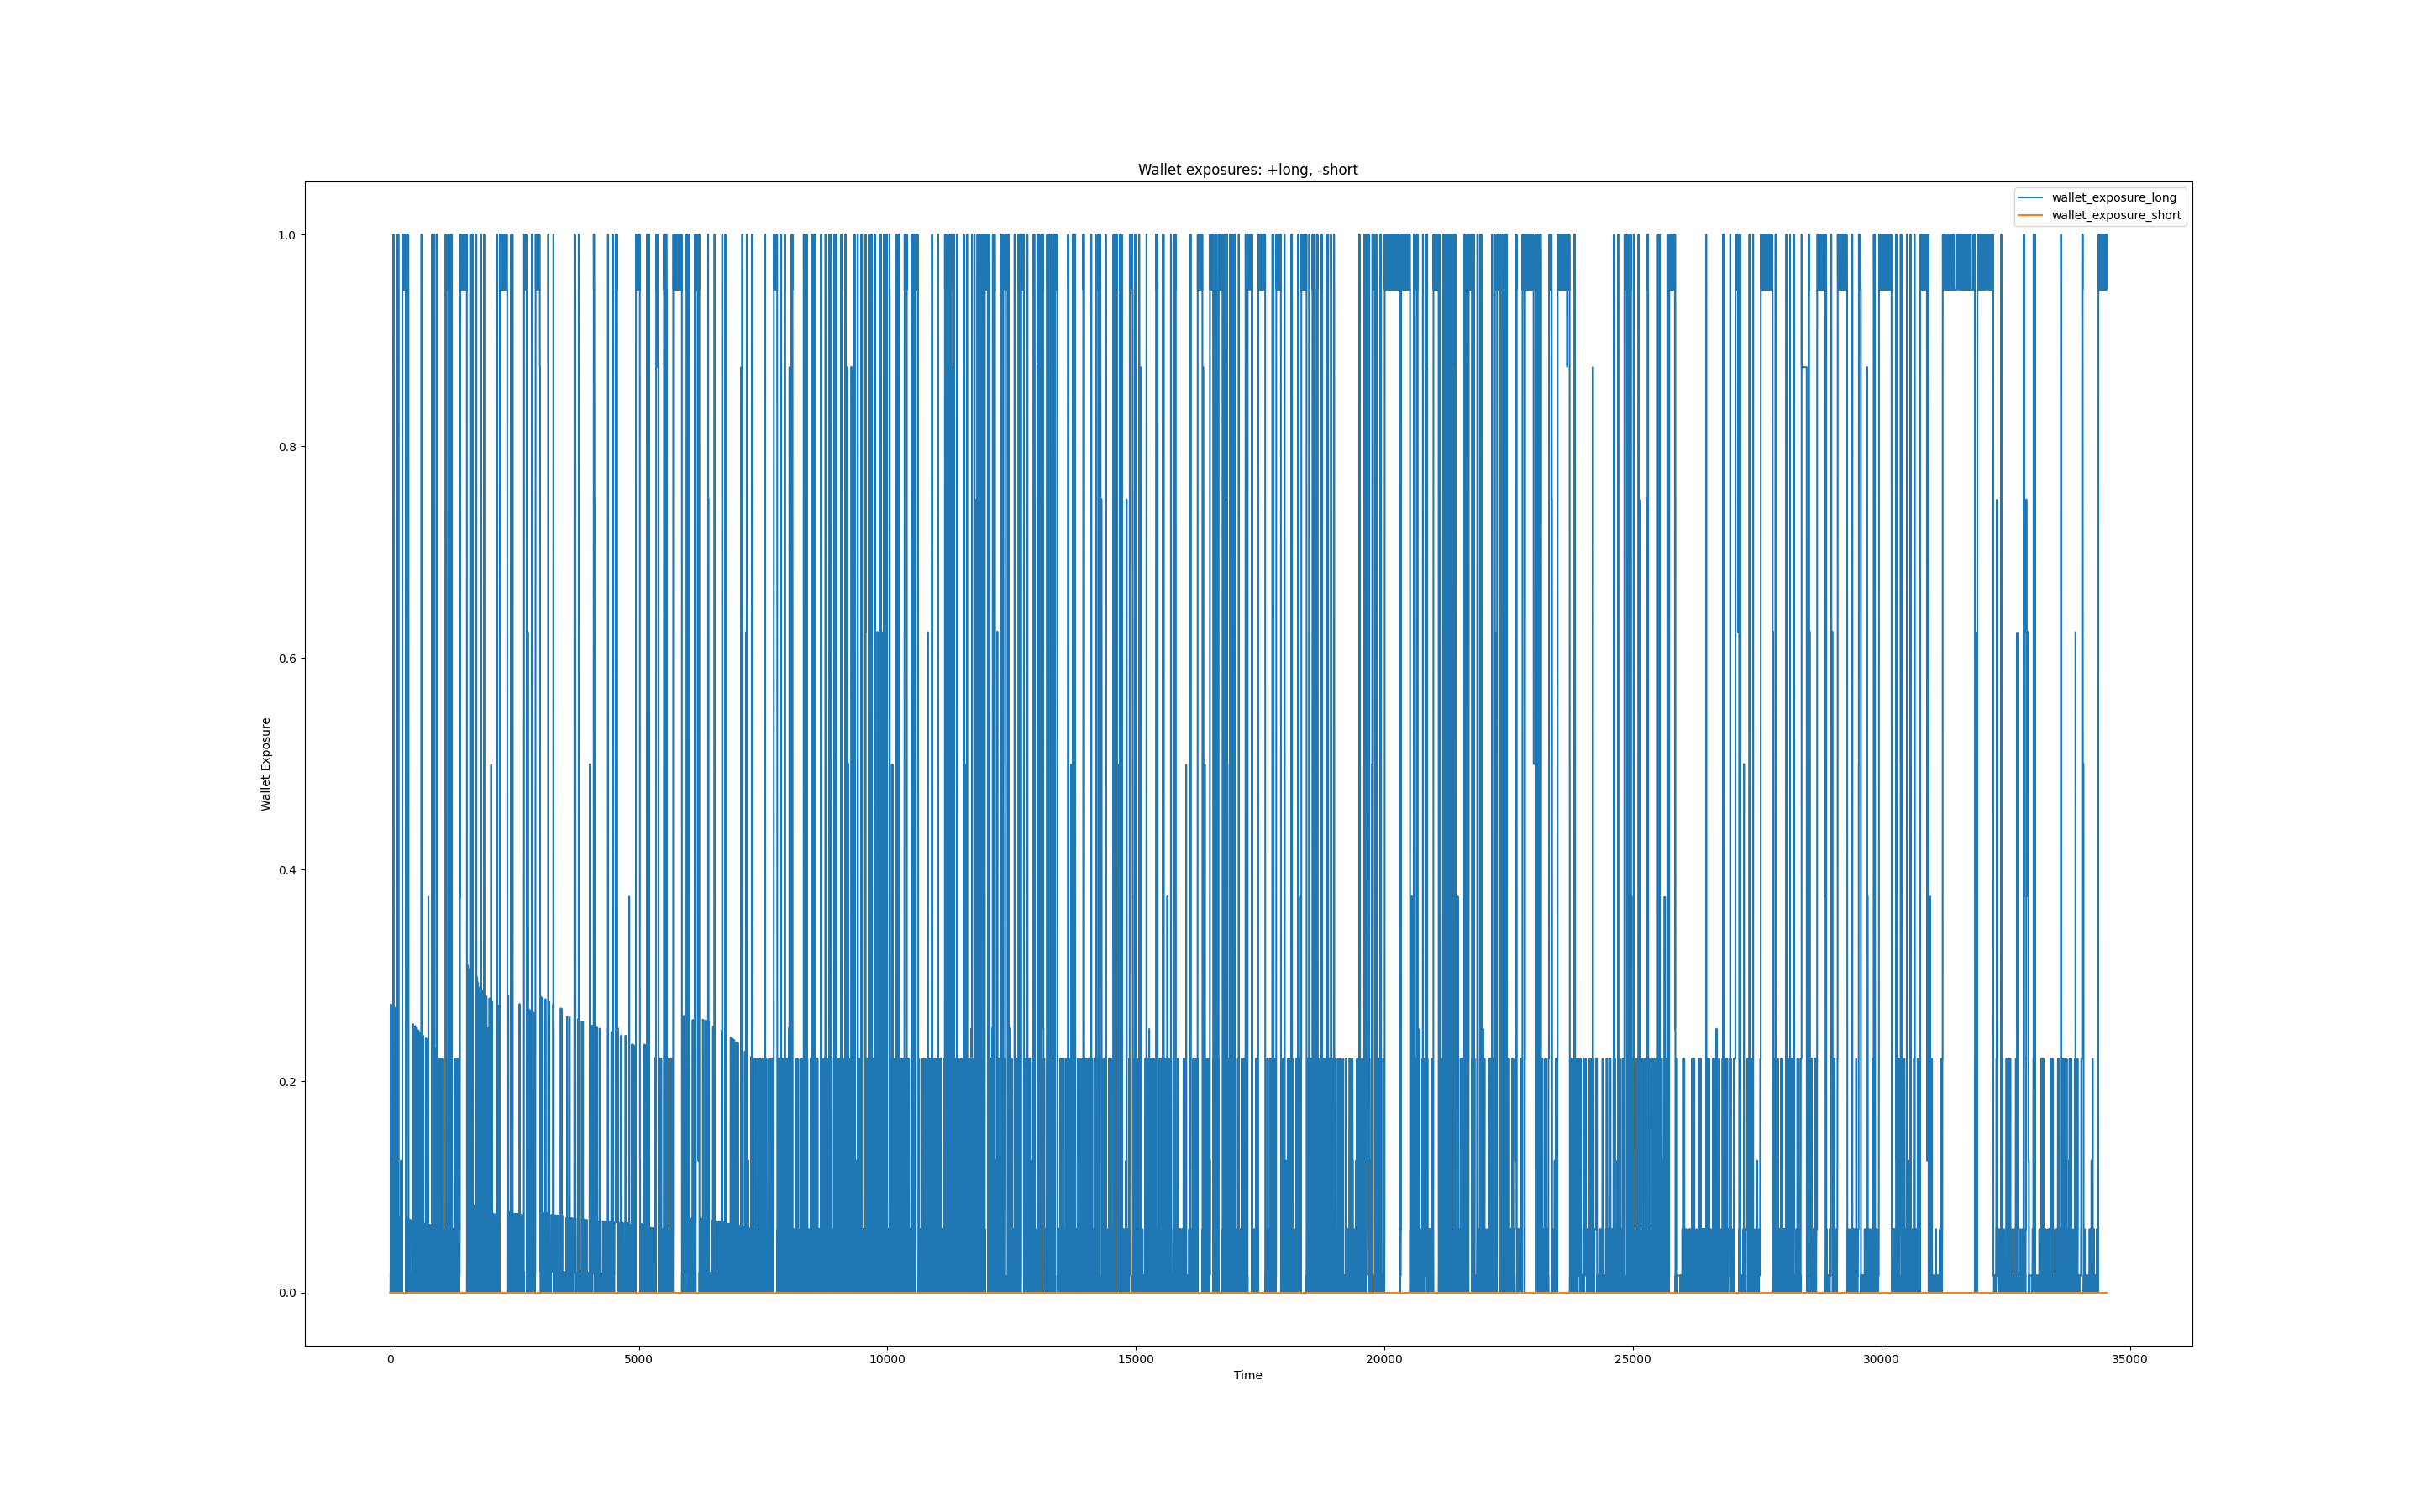 Wallet exposures: +long, -short
wallet_exposure_long
wallet_exposure_short
1.0
0.8
0.6
0.4
0.2
0.0
Wallet Exposure
0 5000 10000 15000 20000 25000 30000 35000
Time